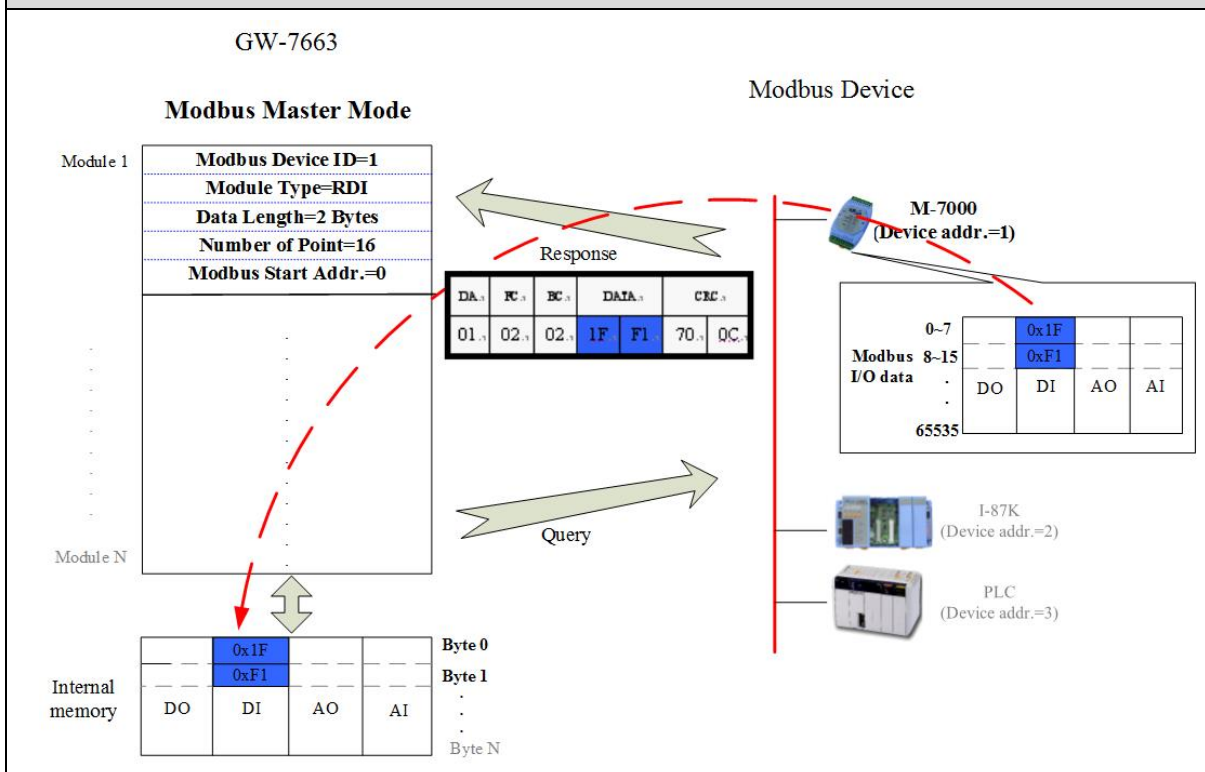 GW-7663
Modbus Device
Modbus Master Mode
Module 1
Modbus Device ID=1
Module Type=RDI
Data Length=2 Bytes
Number of Point=16
Modbus Start Addr.=0
Module N
Response
DA FC BC DATA CRC
01 02 02 1F F1 70 0C
Query
M-7000
(Device addr.=1)
0~7 0x1F
Modbus 8~15 0xF1
I/O data
DO DI AO AI
65535
I-87K
(Device addr.=2)
PLC
(Device addr.=3)
0x1F Byte 0
0xF1 Byte 1
Internal
memory
DO DI AO AI
Byte N